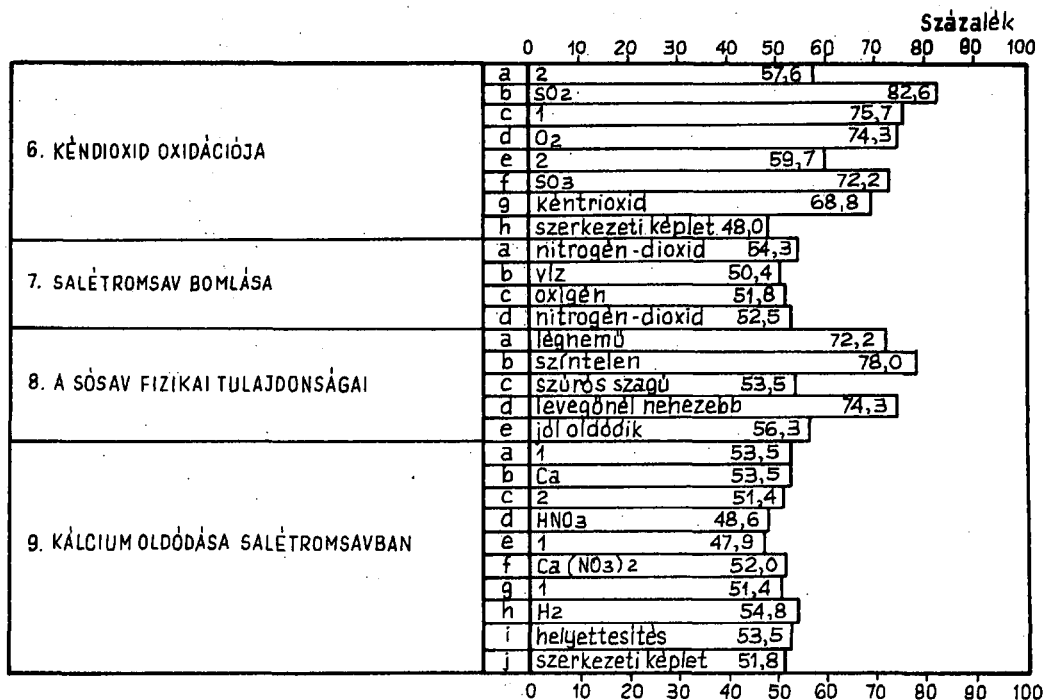 Százalék
0 10 20 30 40 50 60 70 80 90 100
6. KÉNDIOXID OXIDÁCIÓJA
a 2 57,6
b SO2 82,6
c 1 75,7
d O2 74,3
e 2 59,7
f SO3 72,2
g kéntrioxid 68,8
h szerkezeti képlet 48,0
7. SALÉTROMSAV BOMLÁSA
a nitrogén-dioxid 54,3
b víz 50,4
c oxigén 51,8
d nitrogén-dioxid 52,5
8. A SÓSAV FIZIKAI TULAJDONSÁGAI
a légnemű 72,2
b színtelen 78,0
c szúrós szagú 53,5
d levegőnél nehezebb 74,3
e jól oldódik 56,3
9. KÁLCIUM OLDÓDÁSA SALÉTROMSAVBAN
a 1 53,5
b Ca 53,5
c 2 51,4
d HNO3 48,6
e 1 47,9
f Ca (NO3)2 52,0
g 1 51,4
h H2 54,8
i helyettesítés 53,5
j szerkezeti képlet 51,8
0 10 20 30 40 50 60 70 80 90 100